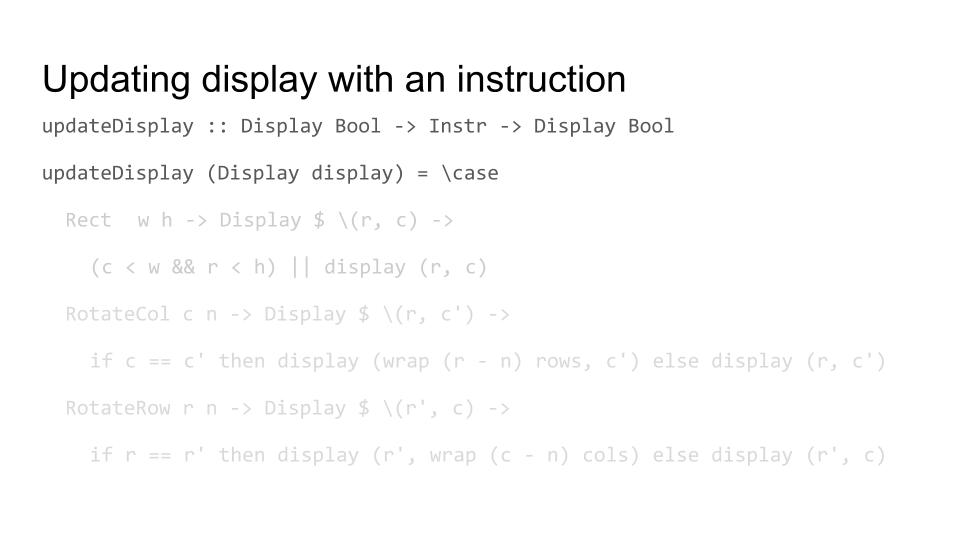 Updating display with an instruction
updateDisplay :: Display Bool -> Instr -> Display Bool
updateDisplay (Display display) = \case
Rect  w h -> Display $ \(r, c) ->
(c < w && r < h) || display (r, c)
RotateCol c n -> Display $ \(r, c') ->
if c == c' then display (wrap (r - n) rows, c') else display (r, c')
RotateRow r n -> Display $ \(r', c) ->
if r == r' then display (r', wrap (c - n) cols) else display (r', c)